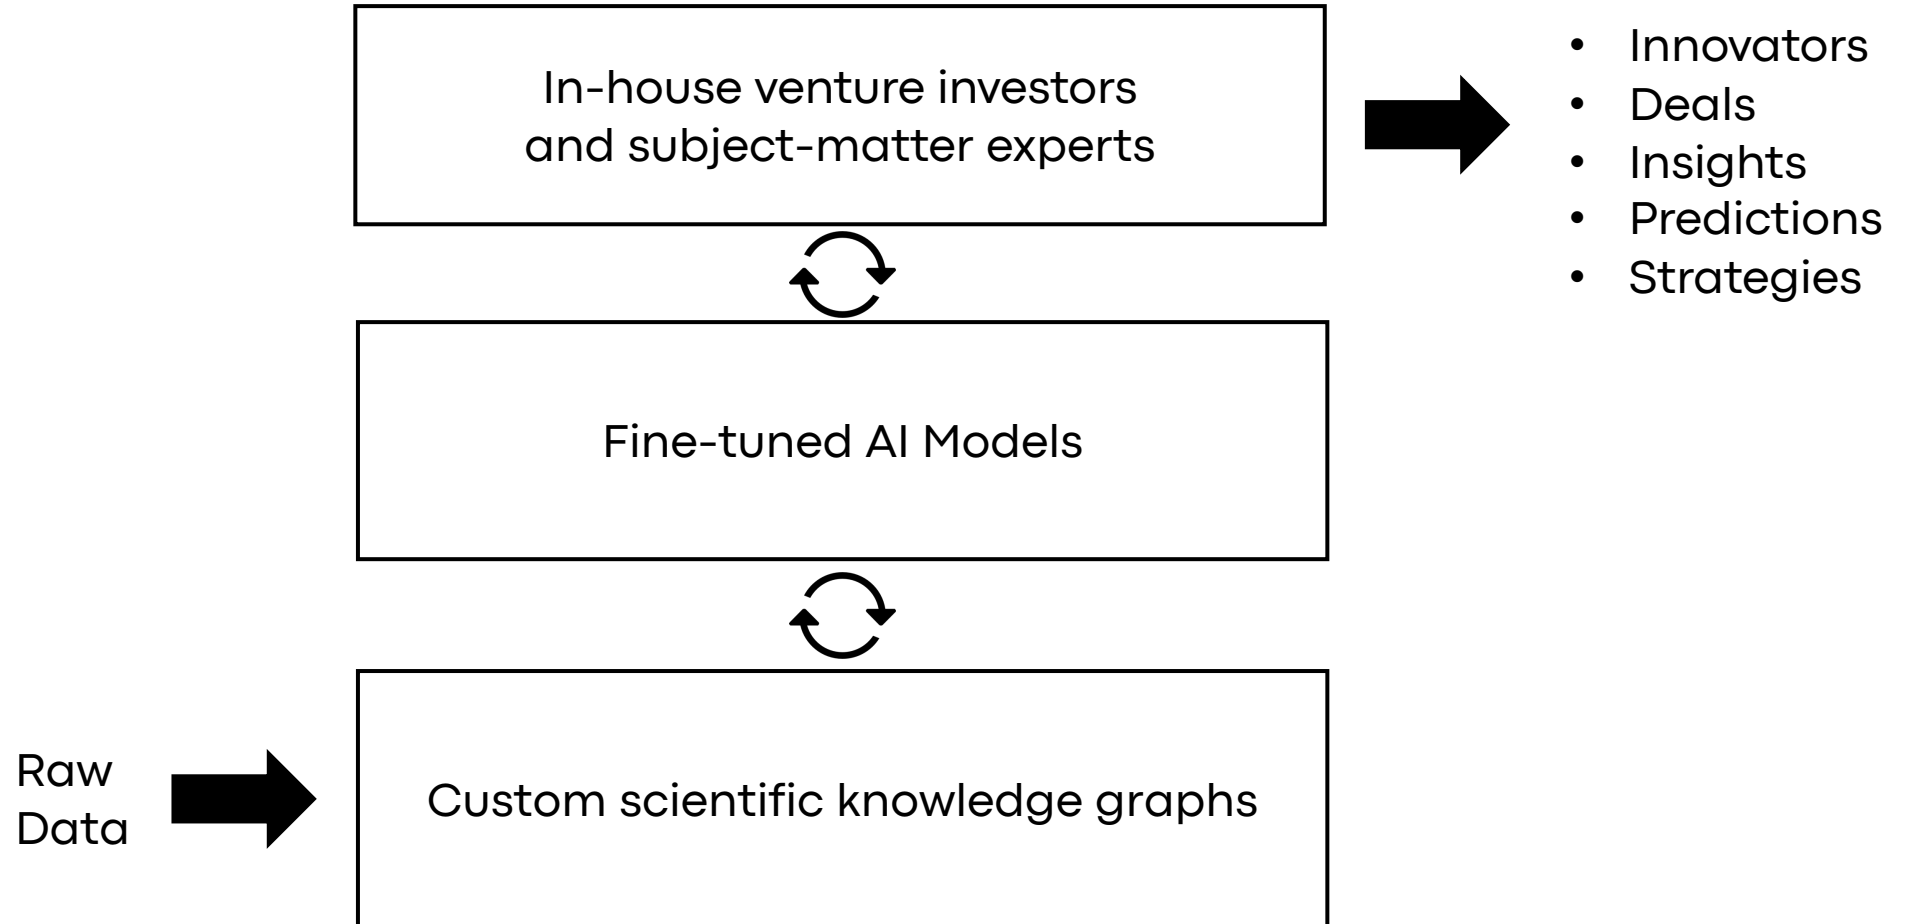 In-house venture investors
and subject-matter experts
• Innovators
• Deals
• Insights
• Predictions
• Strategies
Fine-tuned AI Models
Raw
Data
Custom scientific knowledge graphs